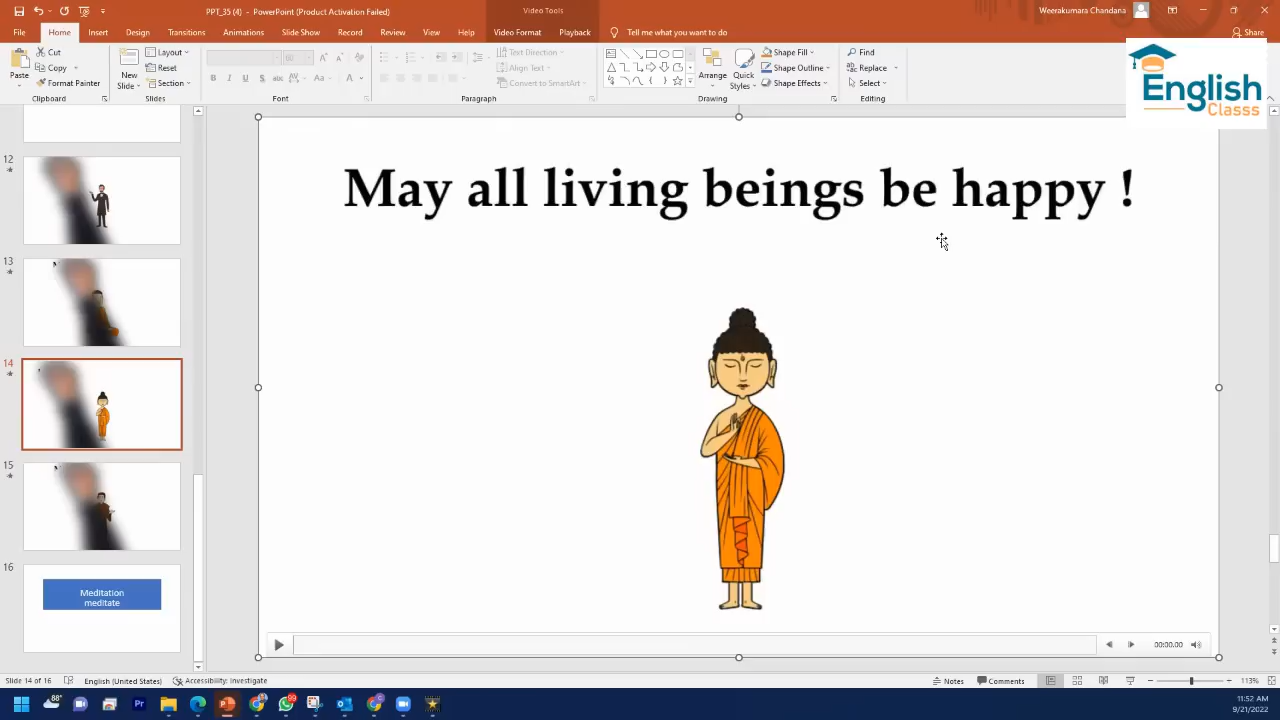 PPT_35 (4) - PowerPoint (Product Activation Failed)
Video Tools
Weerakumara Chandana
File Home Insert Design Transitions Animations Slide Show Record Review View Help Video Format Playback Tell me what you want to do
Share
Paste
Cut
Copy
Format Painter
Clipboard
New Slide
Layout
Reset
Section
Slides
B I U S
Font
Text Direction
Align Text
Convert to SmartArt
Paragraph
Arrange
Quick Styles
Shape Fill
Shape Outline
Shape Effects
Drawing
Find
Replace
Select
Editing
English
Classs
12
13
14
15
16
Meditation
meditate
May all living beings be happy !
00:00.00
Slide 14 of 16 English (United States) Accessibility: Investigate Notes Comments 113%
88° Pr 11:52 AM
9/21/2022